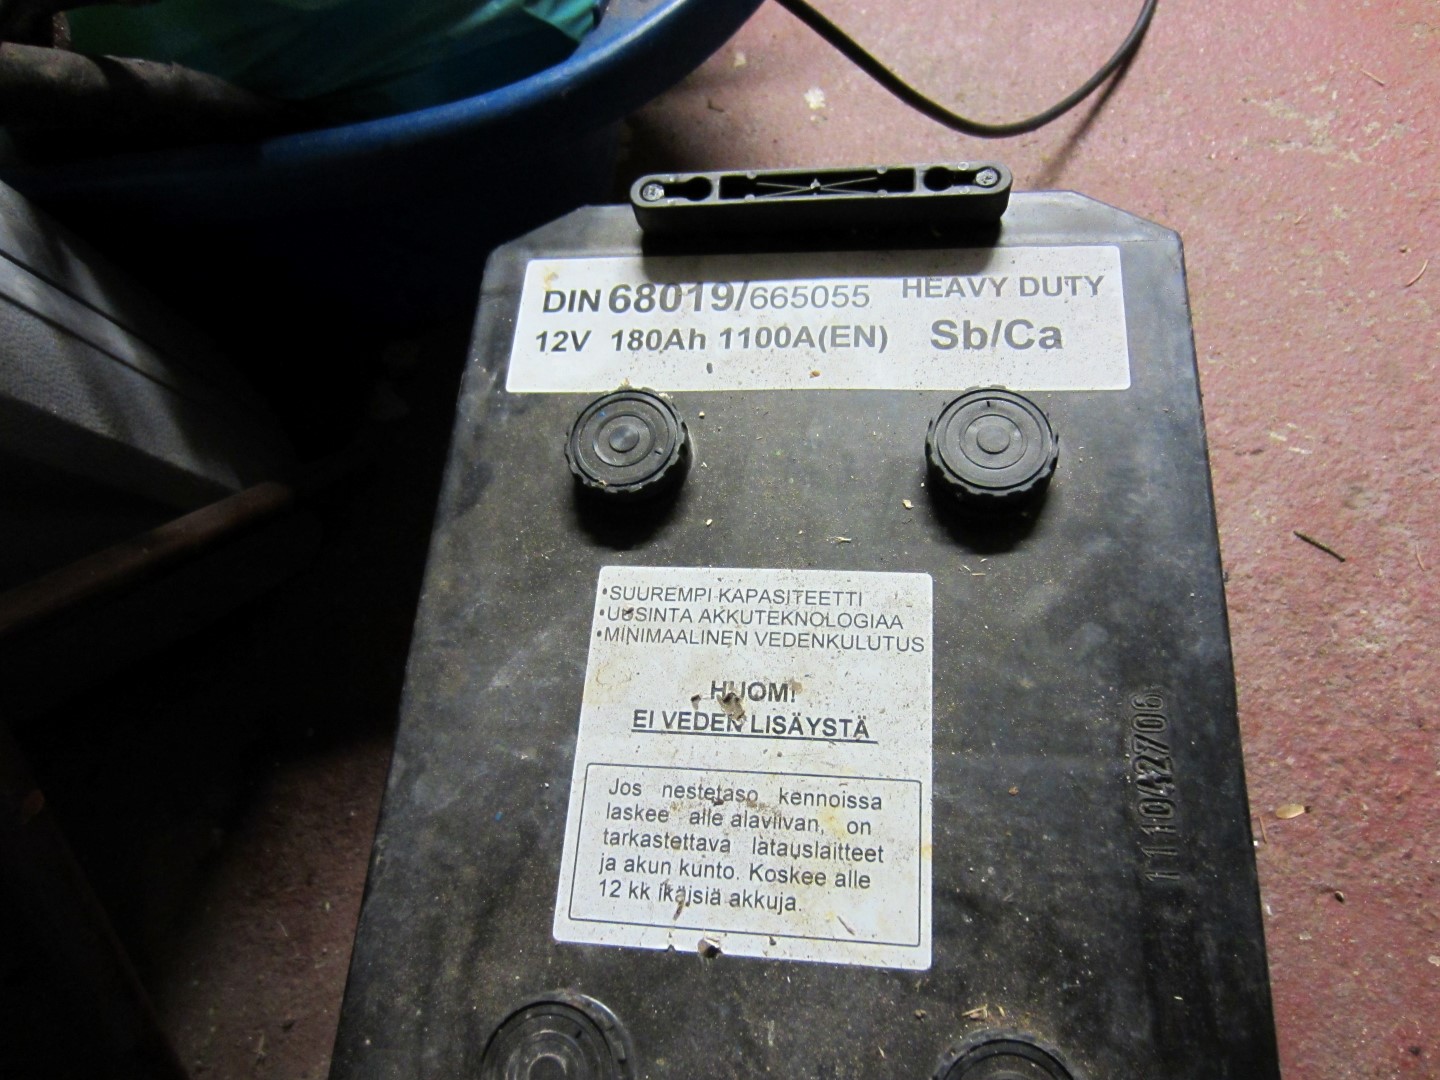 DIN 68019/665055 HEAVY DUTY
12V 180Ah 1100A(EN) Sb/Ca
•SUUREMPI KAPASITEETTI
•UUSINTA AKKUTEKNOLOGIAA
•MINIMAALINEN VEDENKULUTUS
HUOM!
EI VEDEN LISÄYSTÄ
Jos nestetaso kennoissa
laskee alle alaviivan, on
tarkastettava latauslaitteet
ja akun kunto. Koskee alle
12 kk ikäisiä akkuja.
11042706